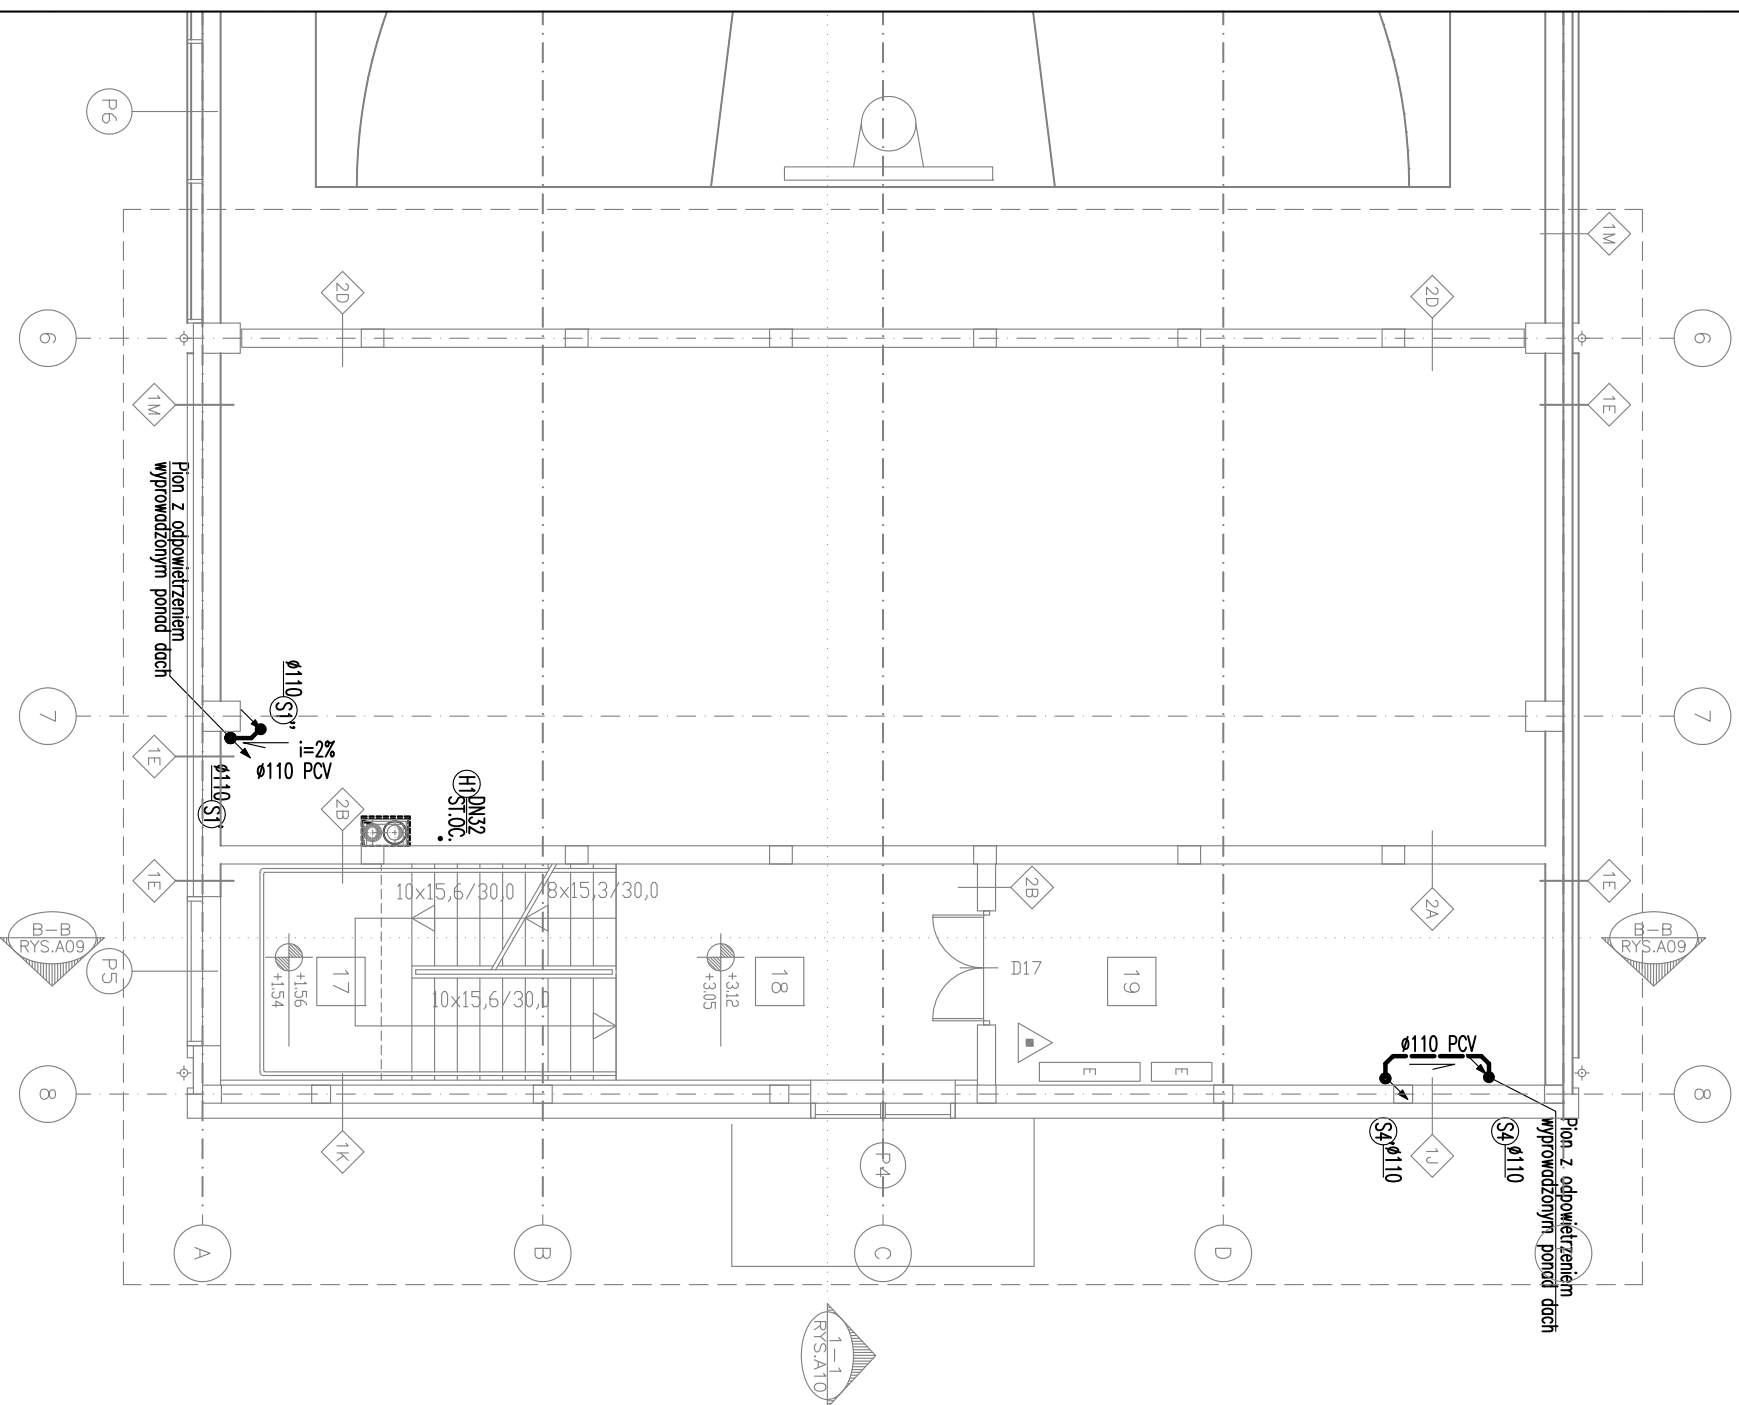 P6
1M
2D
2D
6
6
1M
1E
Pion z odpowietrzeniem
wyprowadzonym ponad dach
ø110
S1''
7
7
i=2%
ø110 PCV
1E
ø110
S1'
2B
H1
DN32
ST.OC.
1E
10x15,6/30,0
8x15,3/30,0
2B
2A
1E
B-B
RYS.A09
B-B
RYS.A09
P5
+1.56
+1.54
17
10x15,6/30,0
+3.12
+3.05
18
D17
19
ø110 PCV
E
E
8
8
1K
P4
S4'
ø110
1J
S4
ø110
Pion z odpowietrzeniem
wyprowadzonym ponad dach
A
B
C
D
1-1
RYS.A10